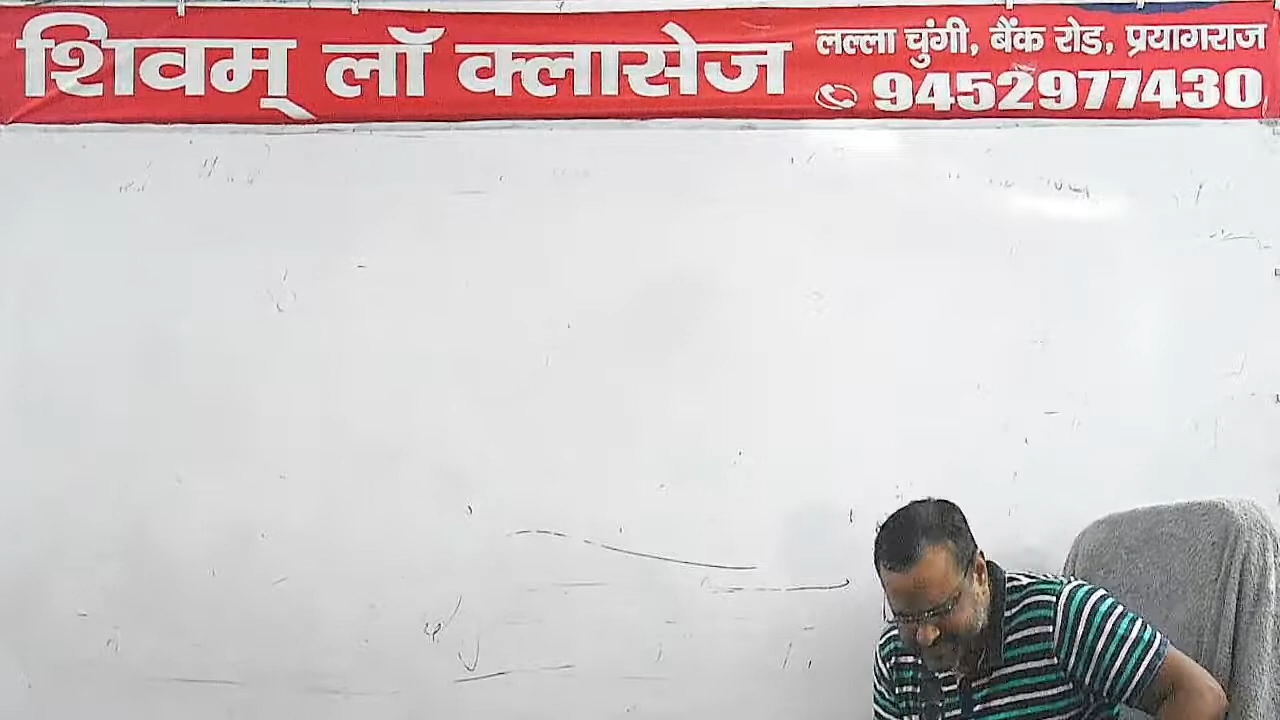 शिवम् लॉ क्लासेज
लल्ला चुंगी, बैंक रोड, प्रयागराज
9452977430